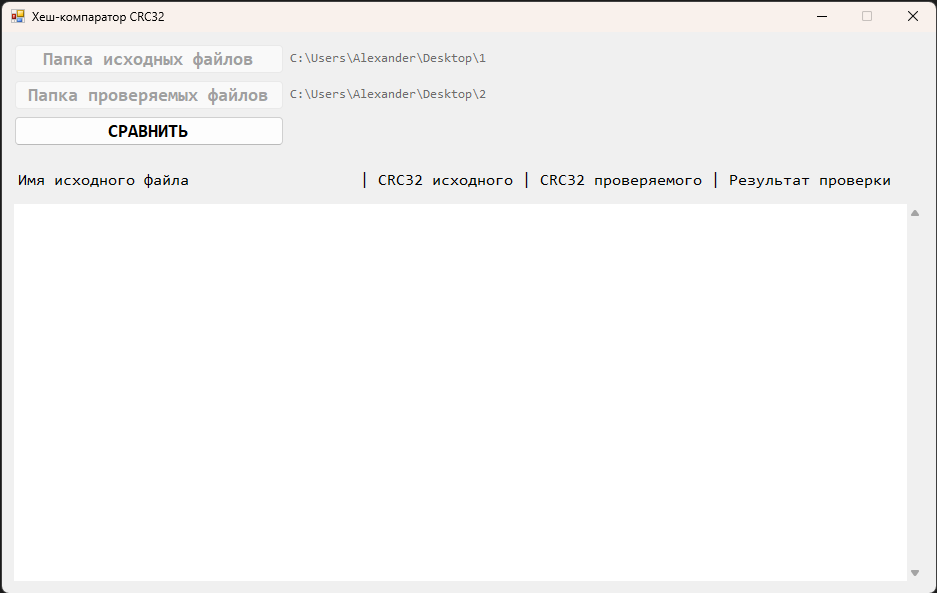 Хеш-компаратор CRC32
Папка исходных файлов C:\Users\Alexander\Desktop\1
Папка проверяемых файлов C:\Users\Alexander\Desktop\2
СРАВНИТЬ
Имя исходного файла | CRC32 исходного | CRC32 проверяемого | Результат проверки